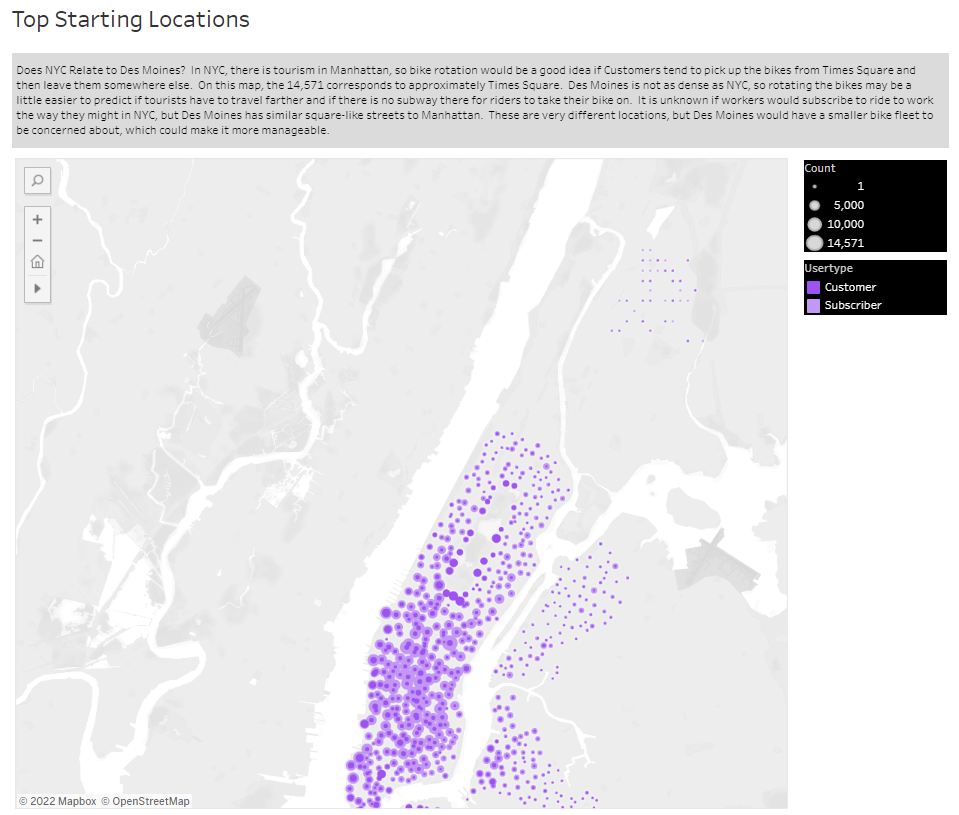 Top Starting Locations
Does NYC Relate to Des Moines?  In NYC, there is tourism in Manhattan, so bike rotation would be a good idea if Customers tend to pick up the bikes from Times Square and
then leave them somewhere else.  On this map, the 14,571 corresponds to approximately Times Square.  Des Moines is not as dense as NYC, so rotating the bikes may be a
little easier to predict if tourists have to travel farther and if there is no subway there for riders to take their bike on.  It is unknown if workers would subscribe to ride to work
the way they might in NYC, but Des Moines has similar square-like streets to Manhattan.  These are very different locations, but Des Moines would have a smaller bike fleet to
be concerned about, which could make it more manageable.
Count
1
5,000
10,000
14,571
Usertype
Customer
Subscriber
© 2022 Mapbox © OpenStreetMap